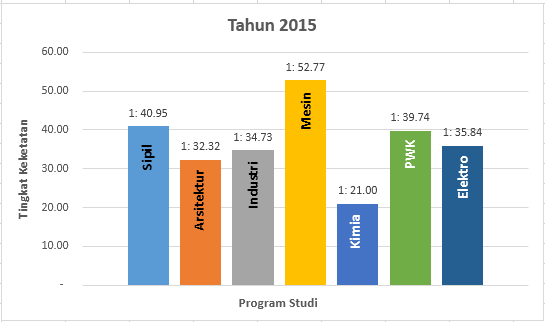 Tahun 2015
Tingkat Keketatan
60.00
50.00
40.00
30.00
20.00
10.00
-
1: 40.95
Sipil
1: 32.32
Arsitektur
1: 34.73
Industri
1: 52.77
Mesin
1: 21.00
Kimia
1: 39.74
PWK
1: 35.84
Elektro
Program Studi